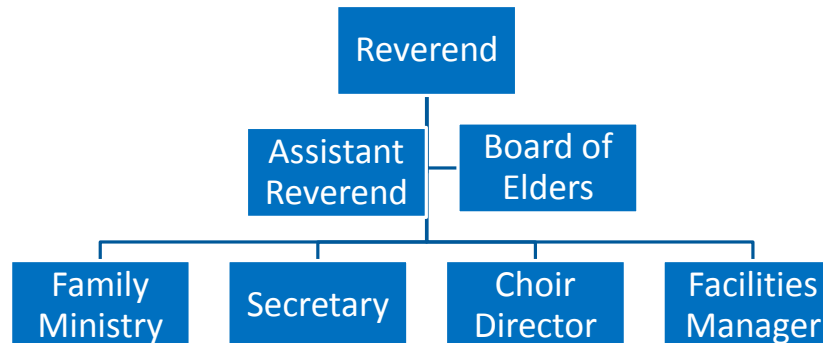 Reverend
Assistant
Reverend
Board of
Elders
Family
Ministry
Secretary
Choir
Director
Facilities
Manager